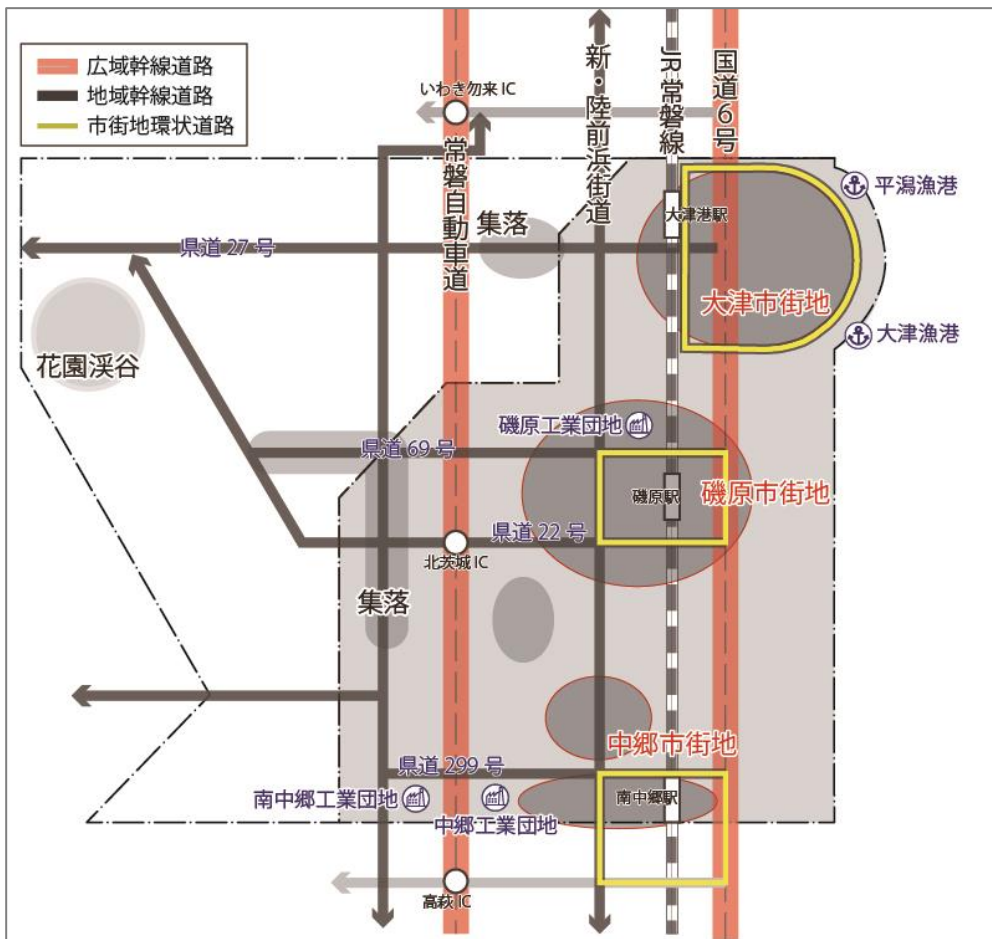 広域幹線道路
地域幹線道路
市街地環状道路
いわき勿来IC
常磐自動車道
新・陸前浜街道
JR常磐線
国道6号
平潟漁港
大津港駅
集落
県道27号
大津市街地
大津漁港
花園渓谷
磯原工業団地
県道69号
磯原駅
磯原市街地
県道22号
北茨城IC
集落
中郷市街地
県道299号
南中郷工業団地
中郷工業団地
南中郷駅
高萩IC